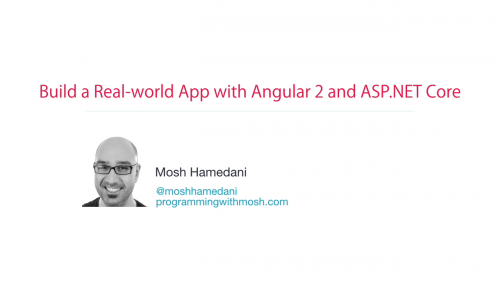 Build a Real-world App with Angular 2 and ASP.NET Core
Mosh Hamedani
@moshhamedani
programmingwithmosh.com